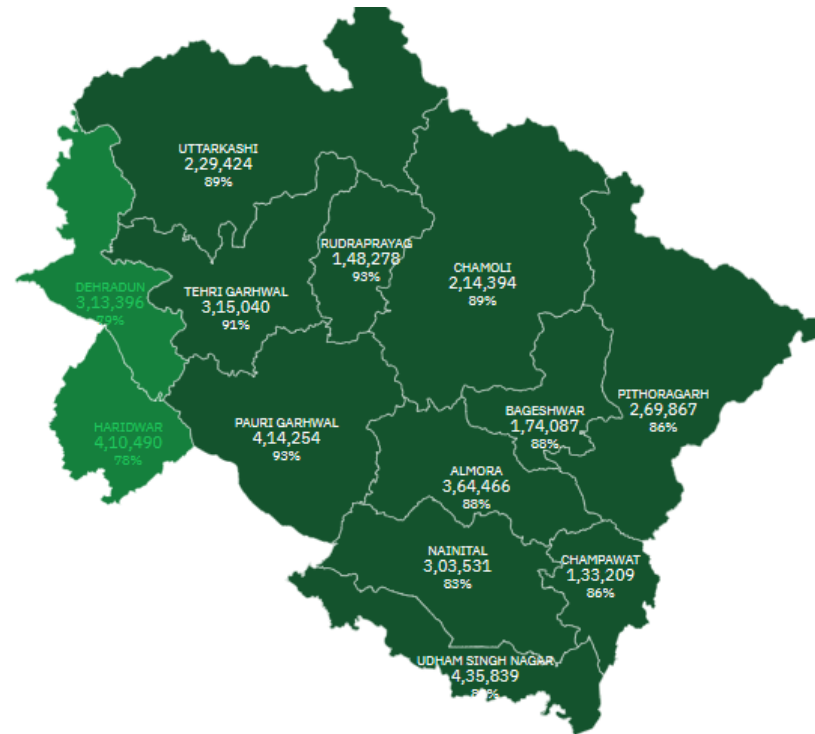 UTTARKASHI
2,29,424
89%
RUDRAPRAYAG
1,48,278
93%
CHAMOLI
2,14,394
89%
DEHRADUN
3,13,396
79%
TEHRI GARHWAL
3,15,040
91%
PITHORAGARH
2,69,867
86%
BAGESHWAR
1,74,087
88%
HARIDWAR
4,10,490
78%
PAURI GARHWAL
4,14,254
93%
ALMORA
3,64,466
88%
NAINITAL
3,03,531
83%
CHAMPAWAT
1,33,209
86%
UDHAM SINGH NAGAR
4,35,839